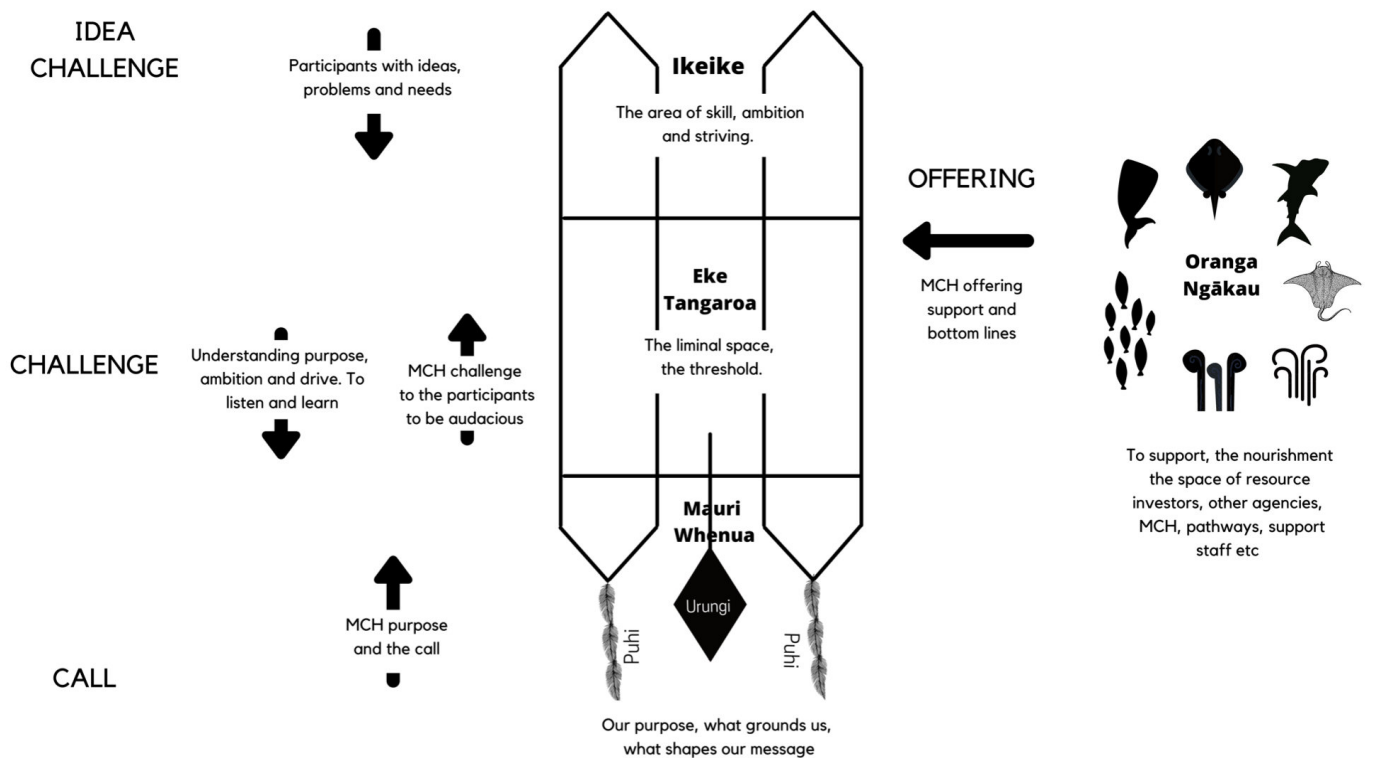 IDEA
CHALLENGE
Participants with ideas,
problems and needs
Ikeike
The area of skill, ambition
and striving.
OFFERING
MCH offering
support and
bottom lines
Oranga
Ngākau
To support, the nourishment
the space of resource
investors, other agencies,
MCH, pathways, support
staff etc
Eke
Tangaroa
The liminal space,
the threshold.
CHALLENGE
Understanding purpose,
ambition and drive. To
listen and learn
MCH challenge
to the participants
to be audacious
Mauri
Whenua
Urungi
Puhi
Puhi
CALL
MCH purpose
and the call
Our purpose, what grounds us,
what shapes our message